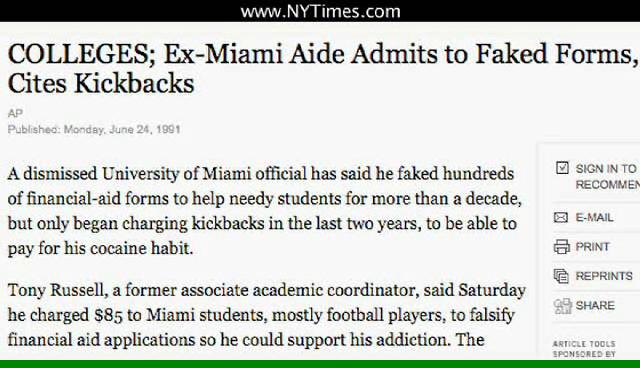 www.NYTimes.com
COLLEGES; Ex-Miami Aide Admits to Faked Forms,
Cites Kickbacks
AP
Published: Monday, June 24, 1991
A dismissed University of Miami official has said he faked hundreds
of financial-aid forms to help needy students for more than a decade,
but only began charging kickbacks in the last two years, to be able to
pay for his cocaine habit.
Tony Russell, a former associate academic coordinator, said Saturday
he charged $85 to Miami students, mostly football players, to falsify
financial aid applications so he could support his addiction. The
SIGN IN TO
RECOMMEN
E-MAIL
PRINT
REPRINTS
SHARE
ARTICLE TOOLS
SPONSORED BY